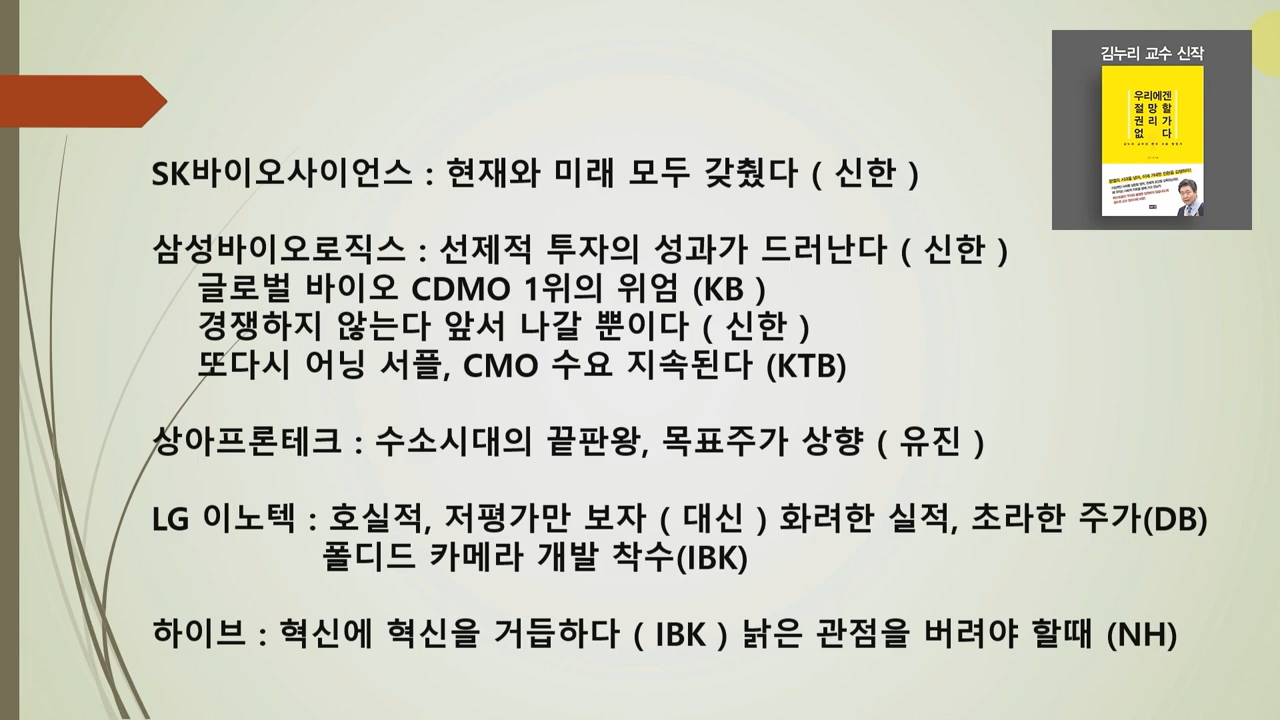 김누리 교수 신작
우리에겐
절망할
권리가
없다
SK바이오사이언스 : 현재와 미래 모두 갖췄다 ( 신한 )
삼성바이오로직스 : 선제적 투자의 성과가 드러난다 ( 신한 )
글로벌 바이오 CDMO 1위의 위엄 (KB )
경쟁하지 않는다 앞서 나갈 뿐이다 ( 신한 )
또다시 어닝 서플, CMO 수요 지속된다 (KTB)
상아프론테크 : 수소시대의 끝판왕, 목표주가 상향 ( 유진 )
LG 이노텍 : 호실적, 저평가만 보자 ( 대신 ) 화려한 실적, 초라한 주가(DB)
폴디드 카메라 개발 착수(IBK)
하이브 : 혁신에 혁신을 거듭하다 ( IBK ) 낡은 관점을 버려야 할때 (NH)